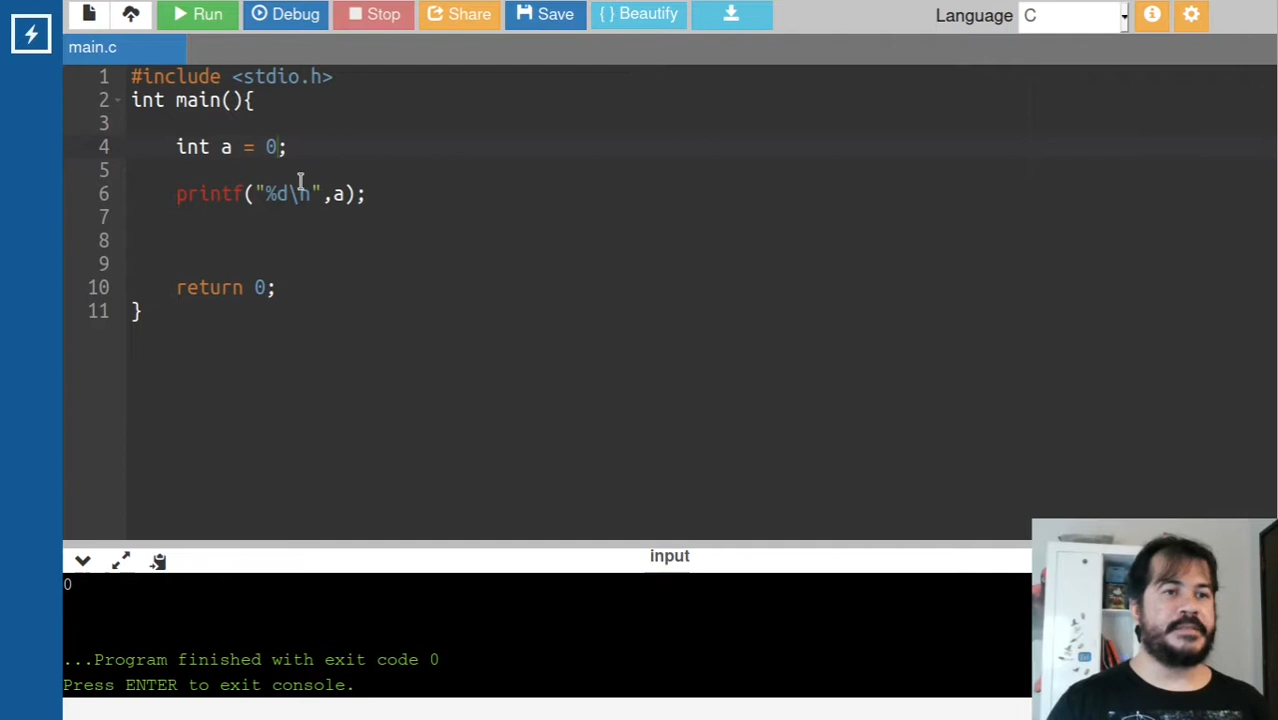 Run Debug Stop Share Save { } Beautify Language C
main.c
1 #include <stdio.h>
2 int main(){
3
4 int a = 0;
5
6 printf("%d\n",a);
7
8
9
10 return 0;
11 }
input
0
...Program finished with exit code 0
Press ENTER to exit console.